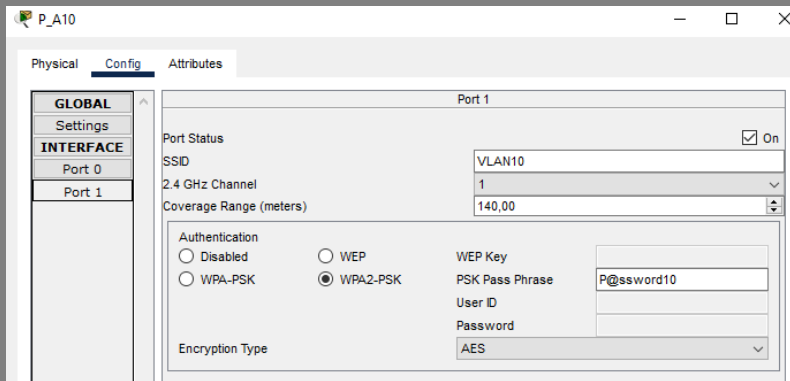 P_A10
Physical Config Attributes
GLOBAL
Settings
INTERFACE
Port 0
Port 1
Port 1
Port Status On
SSID VLAN10
2.4 GHz Channel 1
Coverage Range (meters) 140,00
Authentication
Disabled WEP WEP Key
WPA-PSK WPA2-PSK PSK Pass Phrase P@ssword10
User ID
Password
Encryption Type AES